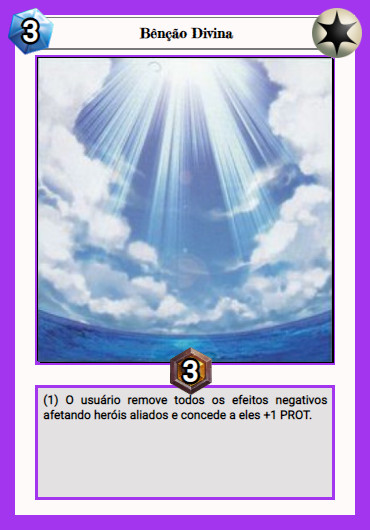 3
Bênção Divina
3
(1) O usuário remove todos os efeitos negativos
afetando heróis aliados e concede a eles +1 PROT.